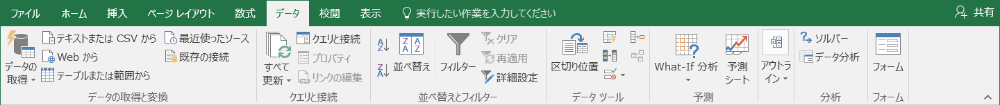 ファイル ホーム 挿入 ページ レイアウト 数式 データ 校閲 表示 実行したい作業を入力してください 共有
データの
取得
テキストまたは CSV から
Web から
テーブルまたは範囲から
最近使ったソース
既存の接続
データの取得と変換
すべて
更新
クエリと接続
プロパティ
リンクの編集
クエリと接続
A
Z
Z
A
Z A
A Z
並べ替え
フィルター
クリア
再適用
詳細設定
並べ替えとフィルター
区切り位置
データ ツール
What-If 分析
予測
シート
予測
アウトラ
イン
ソルバー
データ分析
分析
フォーム
フォーム